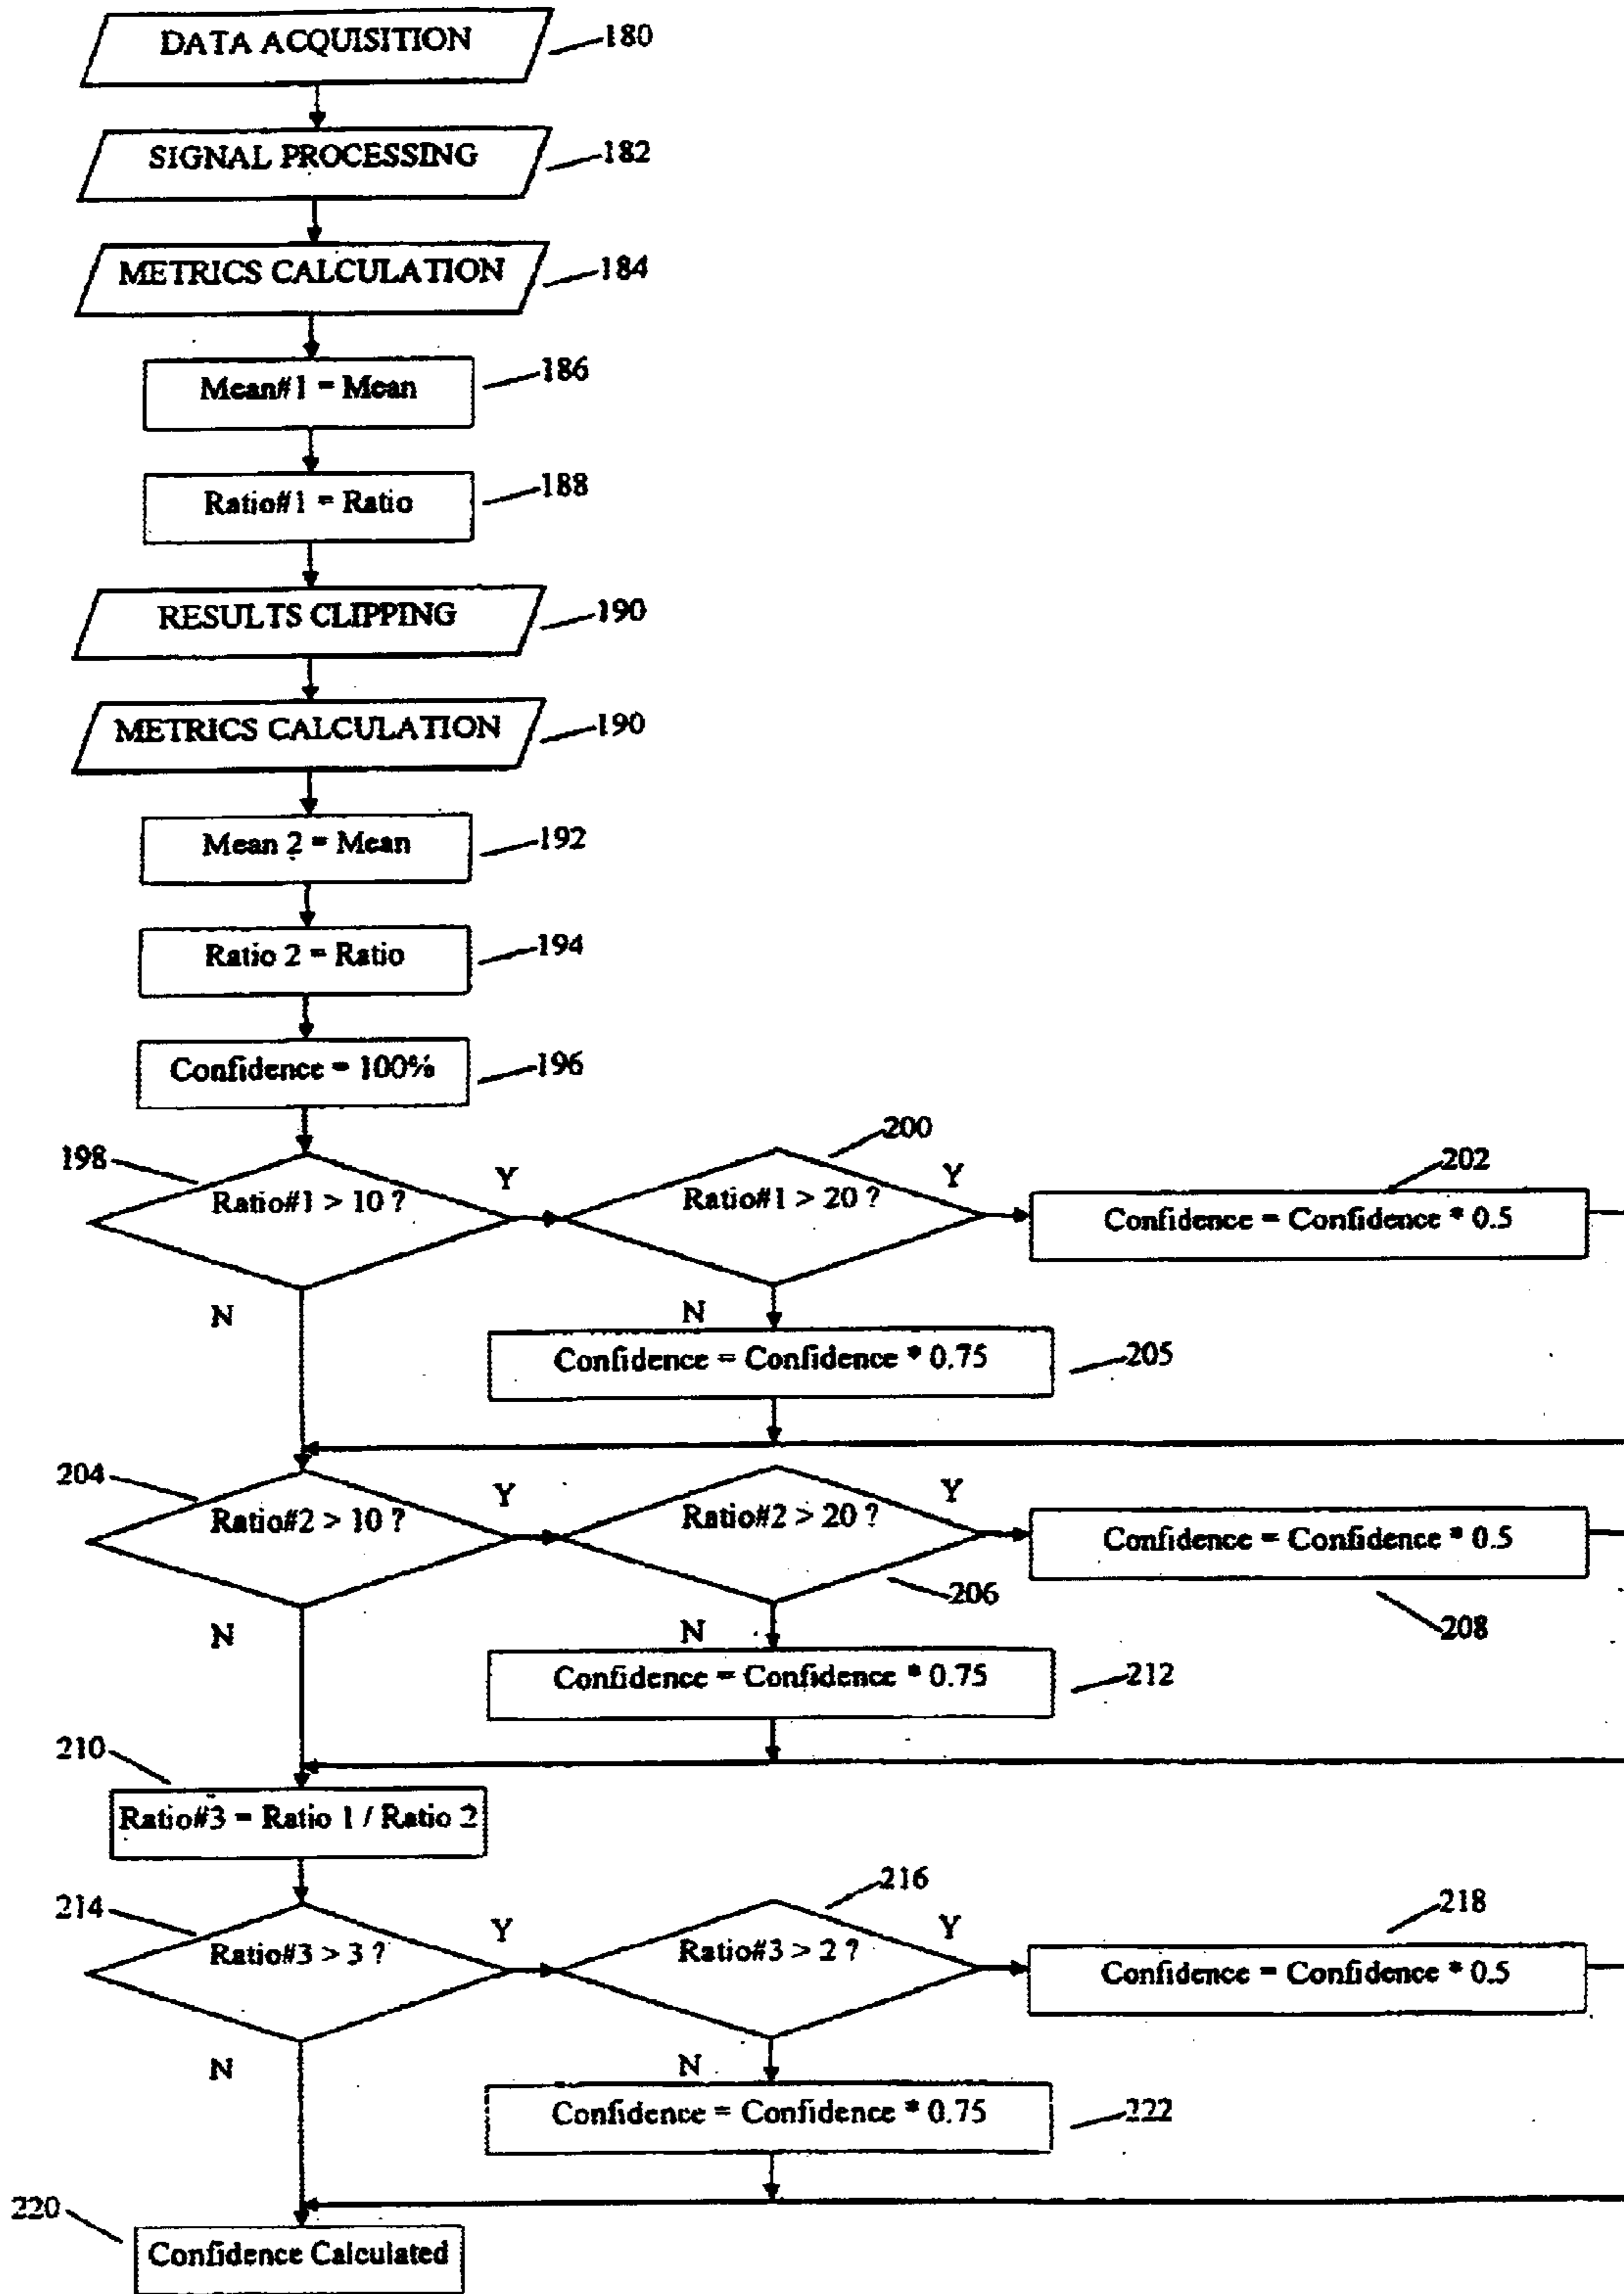 DATA ACQUISITION 180
SIGNAL PROCESSING 182
METRICS CALCULATION 184
Mean#1 = Mean 186
Ratio#1 = Ratio 188
RESULTS CLIPPING 190
METRICS CALCULATION 190
Mean 2 = Mean 192
Ratio 2 = Ratio 194
Confidence = 100% 196
198 Ratio#1 > 10 ? Y 200 Ratio#1 > 20 ? Y 202
Confidence = Confidence * 0.5
N N
Confidence = Confidence * 0.75 205
204 Ratio#2 > 10 ? Y Ratio#2 > 20 ? Y
Confidence = Confidence * 0.5
206
208
N N
Confidence = Confidence * 0.75 212
210
Ratio#3 = Ratio 1 / Ratio 2
214 Ratio#3 > 3 ? Y 216 Ratio#3 > 2 ? Y 218
Confidence = Confidence * 0.5
N N
Confidence = Confidence * 0.75 222
220
Confidence Calculated